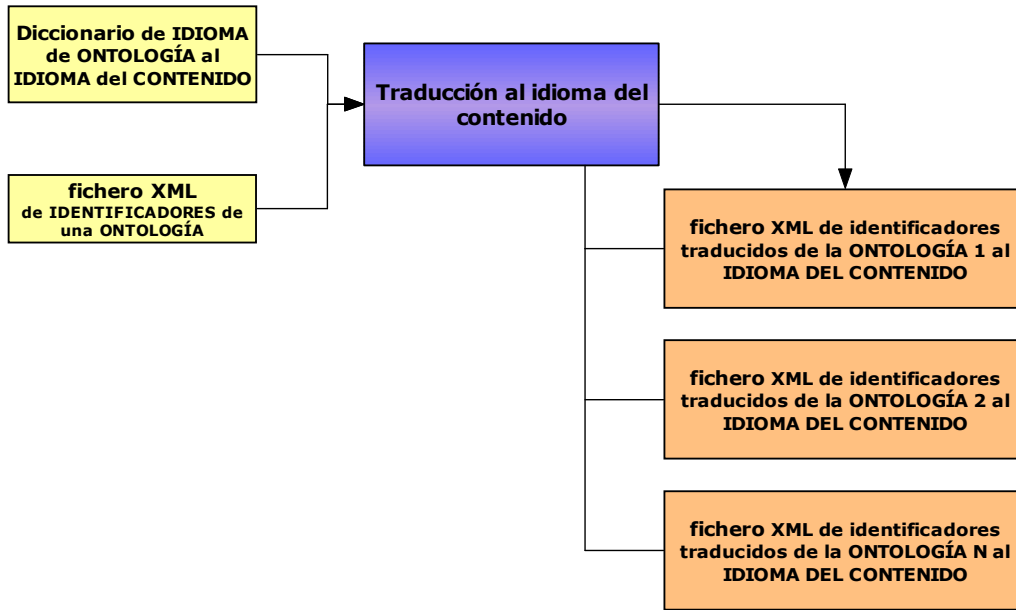 Diccionario de IDIOMA
de ONTOLOGÍA al
IDIOMA del CONTENIDO
fichero XML
de IDENTIFICADORES de
una ONTOLOGÍA
Traducción al idioma del
contenido
fichero XML de identificadores
traducidos de la ONTOLOGÍA 1 al
IDIOMA DEL CONTENIDO
fichero XML de identificadores
traducidos de la ONTOLOGÍA 2 al
IDIOMA DEL CONTENIDO
fichero XML de identificadores
traducidos de la ONTOLOGÍA N al
IDIOMA DEL CONTENIDO